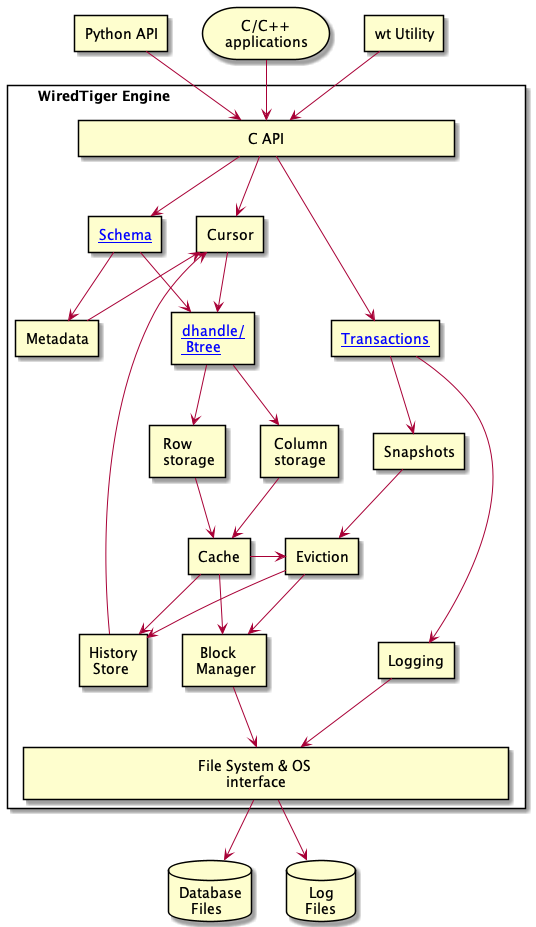 Python API
C/C++
applications
wt Utility
WiredTiger Engine
C API
Schema
Cursor
Metadata
dhandle/
Btree
Transactions
Row
storage
Column
storage
Snapshots
Cache
Eviction
History
Store
Block
Manager
Logging
File System & OS
interface
Database
Files
Log
Files